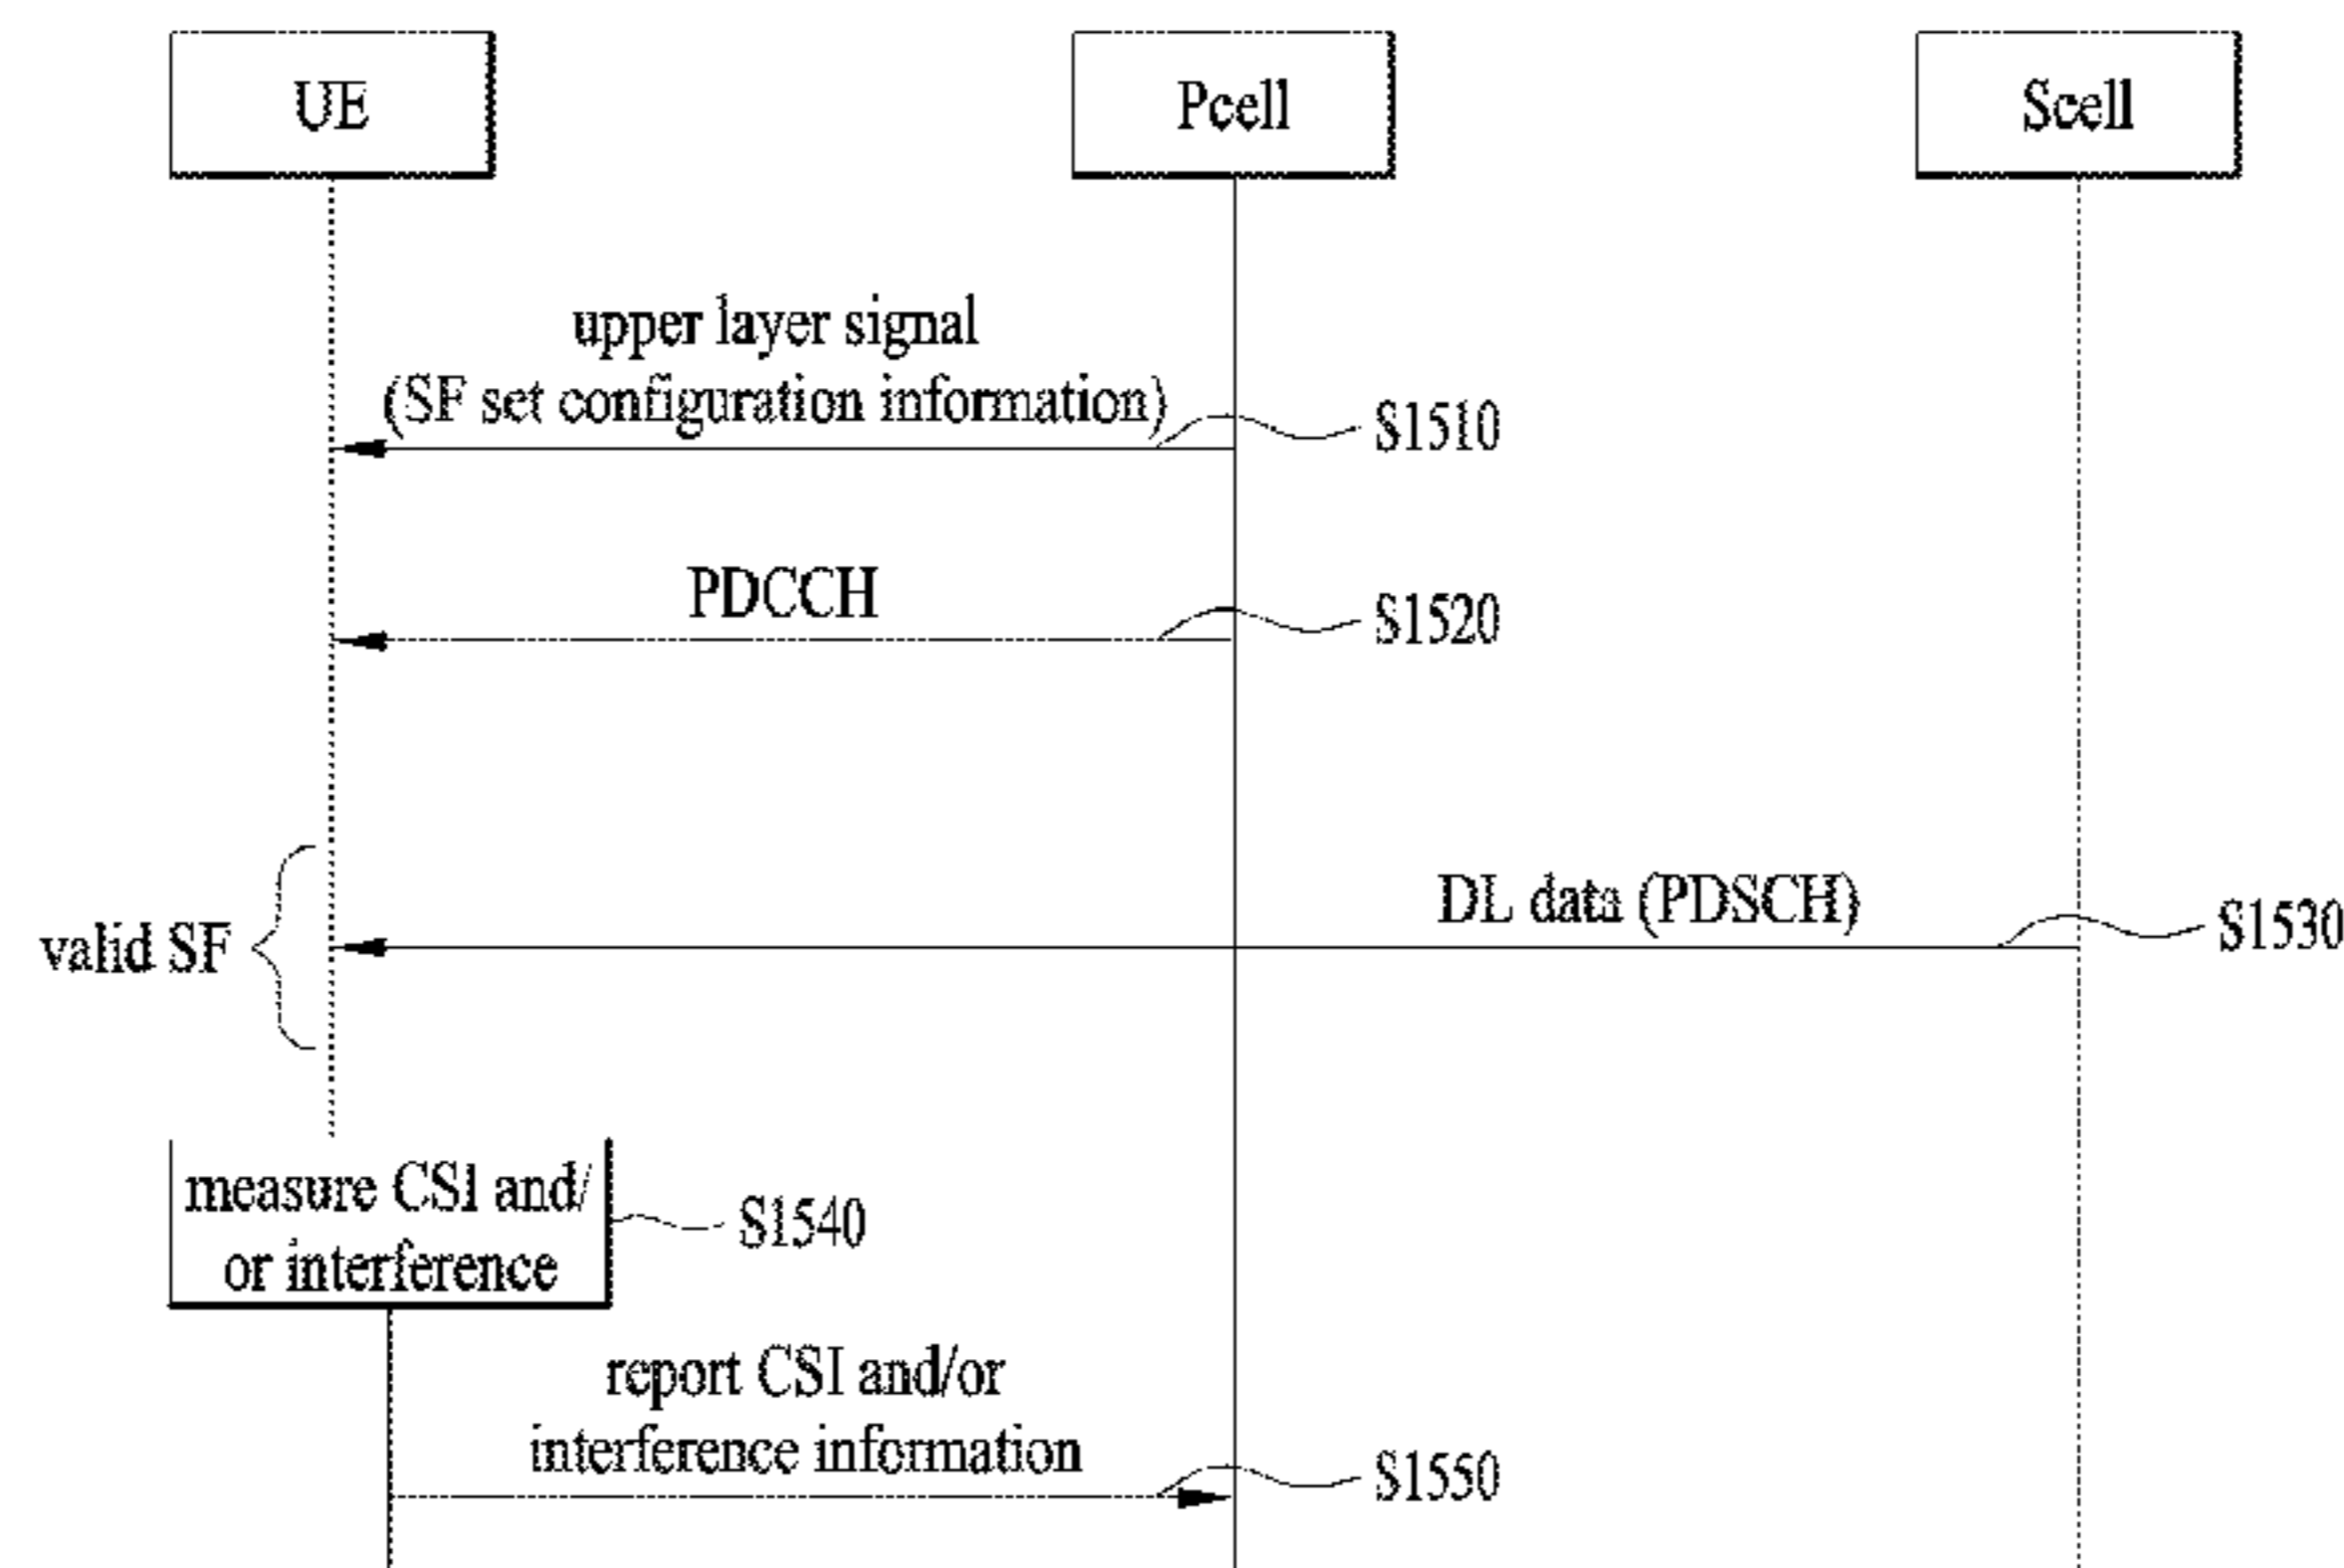 UE
Pcell
Scell
upper layer signal
(SF set configuration information)
S1510
PDCCH
S1520
DL data (PDSCH)
valid SF
S1530
measure CSI and/
or interference
S1540
report CSI and/or
interference information
S1550